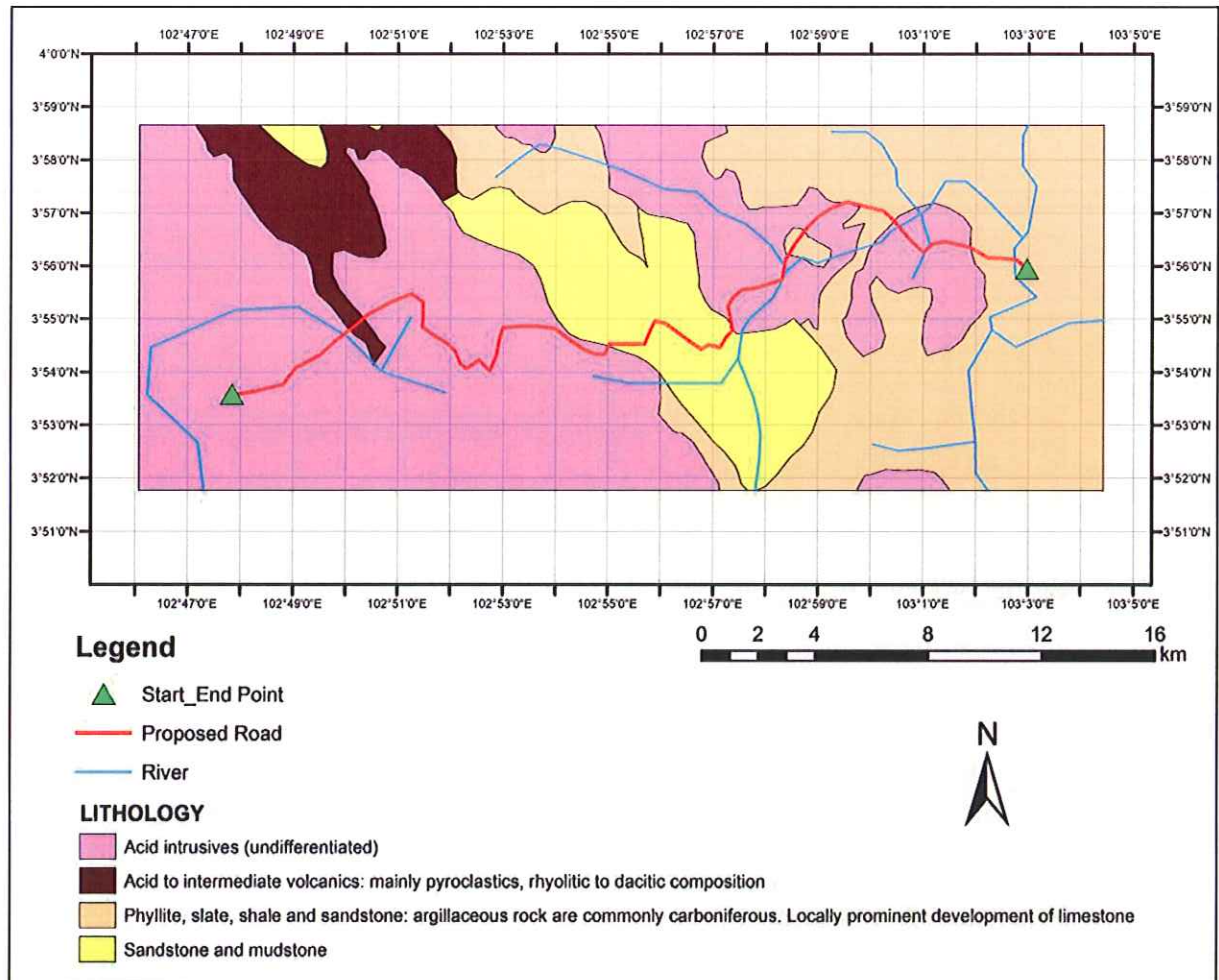 102°47'0"E 102°49'0"E 102°51'0"E 102°53'0"E 102°55'0"E 102°57'0"E 102°59'0"E 103°1'0"E 103°3'0"E 103°5'0"E
4°0'0"N
3°59'0"N 3°59'0"N
3°58'0"N 3°58'0"N
3°57'0"N 3°57'0"N
3°56'0"N 3°56'0"N
3°55'0"N 3°55'0"N
3°54'0"N 3°54'0"N
3°53'0"N 3°53'0"N
3°52'0"N 3°52'0"N
3°51'0"N 3°51'0"N
102°47'0"E 102°49'0"E 102°51'0"E 102°53'0"E 102°55'0"E 102°57'0"E 102°59'0"E 103°1'0"E 103°3'0"E 103°5'0"E
0 2 4 8 12 16
km
Legend
Start_End Point
Proposed Road
River
N
LITHOLOGY
Acid intrusives (undifferentiated)
Acid to intermediate volcanics: mainly pyroclastics, rhyolitic to dacitic composition
Phyllite, slate, shale and sandstone: argillaceous rock are commonly carboniferous. Locally prominent development of limestone
Sandstone and mudstone